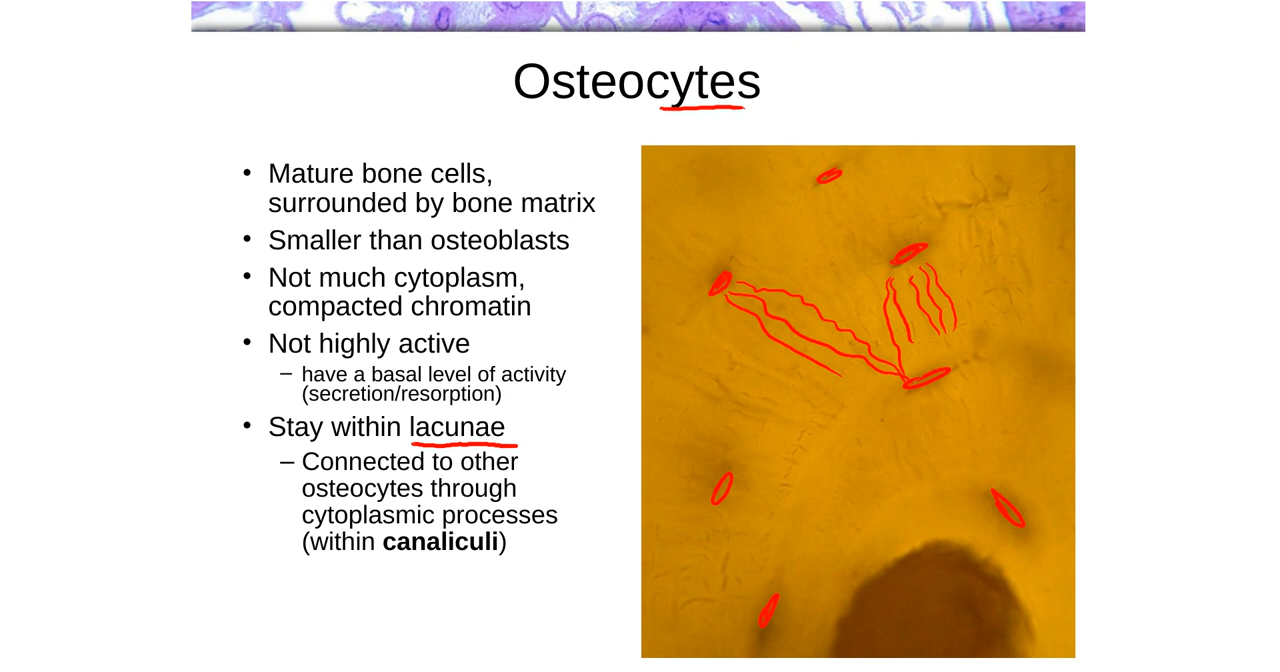 Osteocytes
• Mature bone cells,
surrounded by bone matrix
• Smaller than osteoblasts
• Not much cytoplasm,
compacted chromatin
• Not highly active
– have a basal level of activity
(secretion/resorption)
• Stay within lacunae
– Connected to other
osteocytes through
cytoplasmic processes
(within canaliculi)